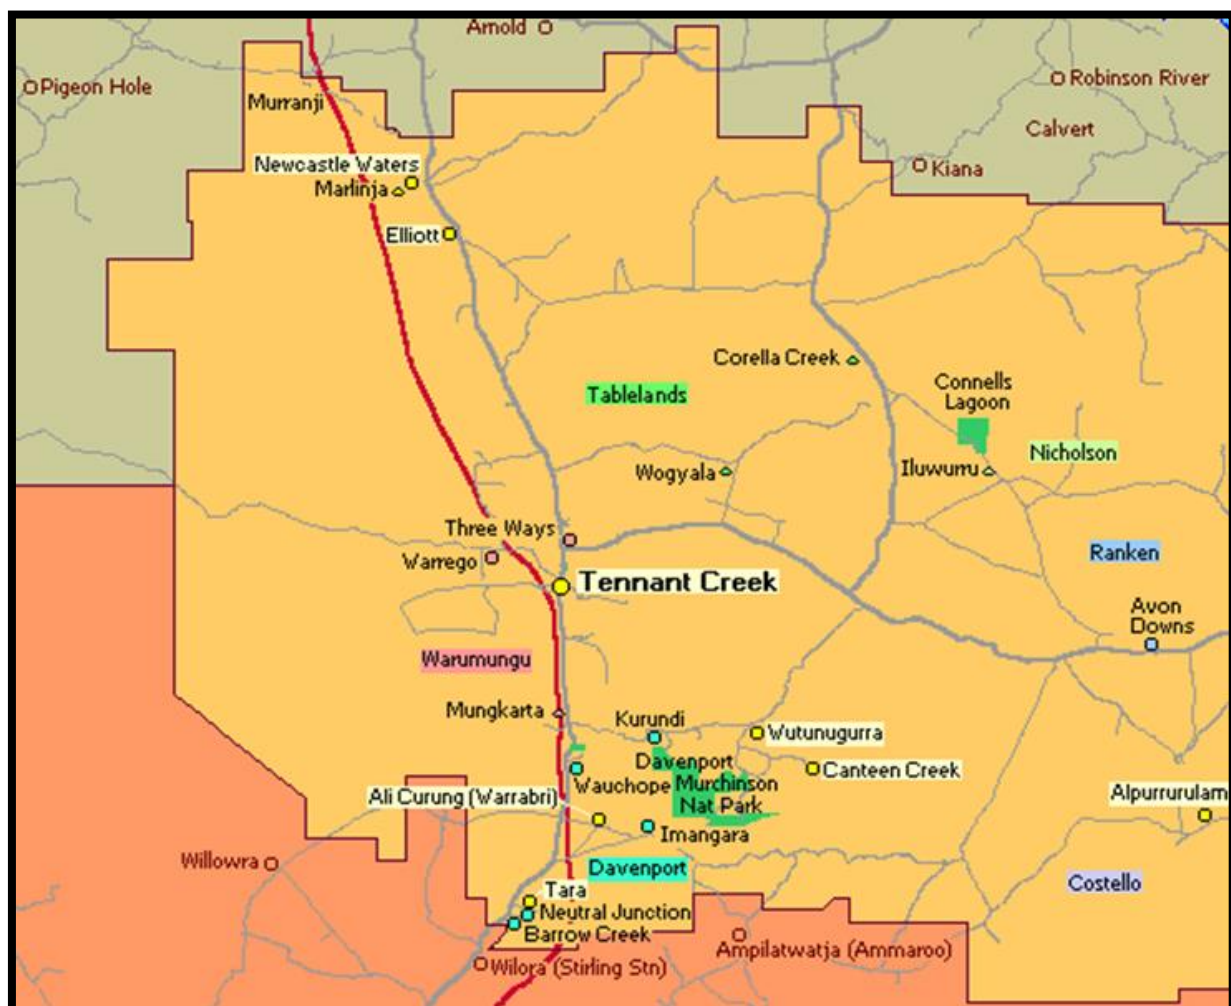 Arnold
Pigeon Hole
Robinson River
Murranji
Calvert
Newcastle Waters
Kiana
Marlinja
Elliott
Corella Creek
Connells
Lagoon
Tablelands
Wogyala
Iluwurru
Nicholson
Three Ways
Warrego
Ranken
Tennant Creek
Avon
Downs
Warumungu
Mungkarta
Kurundi
Wutunugurra
Davenport
Murchinson
Nat Park
Wauchope
Canteen Creek
Ali Curung (Warrabri)
Alpurrurulam
Imangara
Willowra
Davenport
Costello
Tara
Neutral Junction
Barrow Creek
Ampilatwatja (Ammaroo)
Wilora (Stirling Stn)